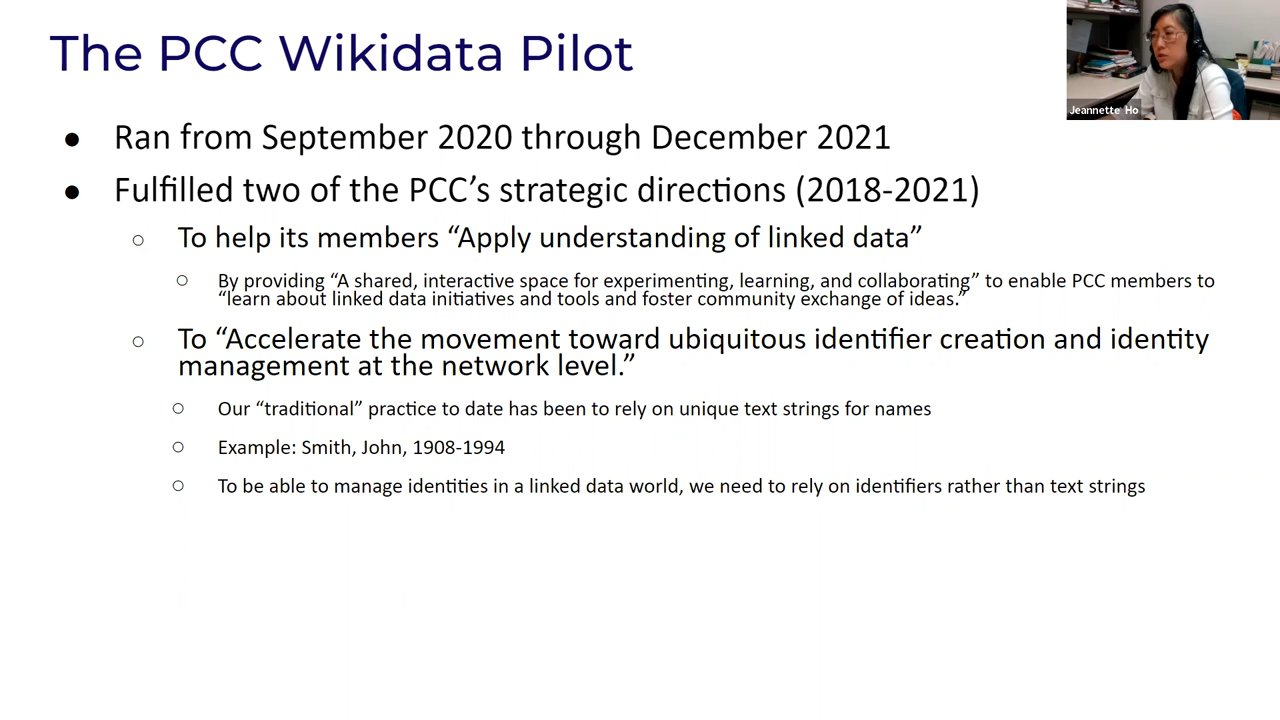 The PCC Wikidata Pilot
Jeannette Ho
● Ran from September 2020 through December 2021
● Fulfilled two of the PCC’s strategic directions (2018-2021)
○ To help its members “Apply understanding of linked data”
○ By providing “A shared, interactive space for experimenting, learning, and collaborating” to enable PCC members to
“learn about linked data initiatives and tools and foster community exchange of ideas.”
○ To “Accelerate the movement toward ubiquitous identifier creation and identity
management at the network level.”
○ Our “traditional” practice to date has been to rely on unique text strings for names
○ Example: Smith, John, 1908-1994
○ To be able to manage identities in a linked data world, we need to rely on identifiers rather than text strings